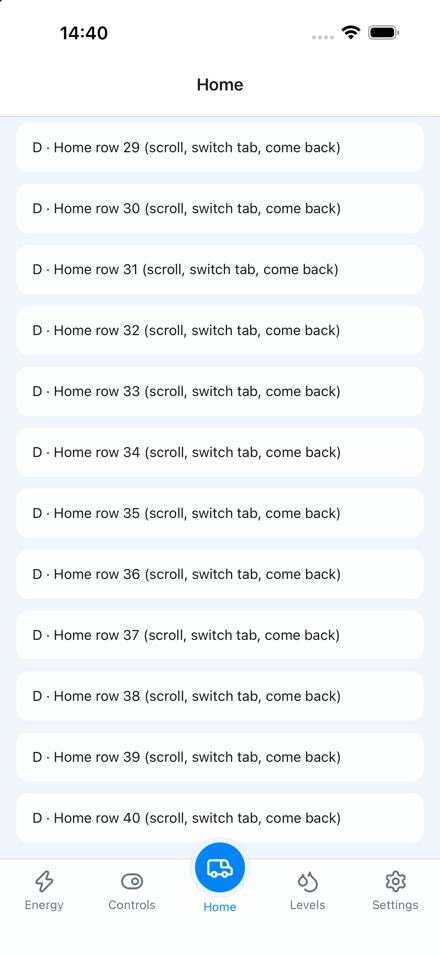 14:40
Home
D · Home row 29 (scroll, switch tab, come back)
D · Home row 30 (scroll, switch tab, come back)
D · Home row 31 (scroll, switch tab, come back)
D · Home row 32 (scroll, switch tab, come back)
D · Home row 33 (scroll, switch tab, come back)
D · Home row 34 (scroll, switch tab, come back)
D · Home row 35 (scroll, switch tab, come back)
D · Home row 36 (scroll, switch tab, come back)
D · Home row 37 (scroll, switch tab, come back)
D · Home row 38 (scroll, switch tab, come back)
D · Home row 39 (scroll, switch tab, come back)
D · Home row 40 (scroll, switch tab, come back)
Energy Controls Home Levels Settings